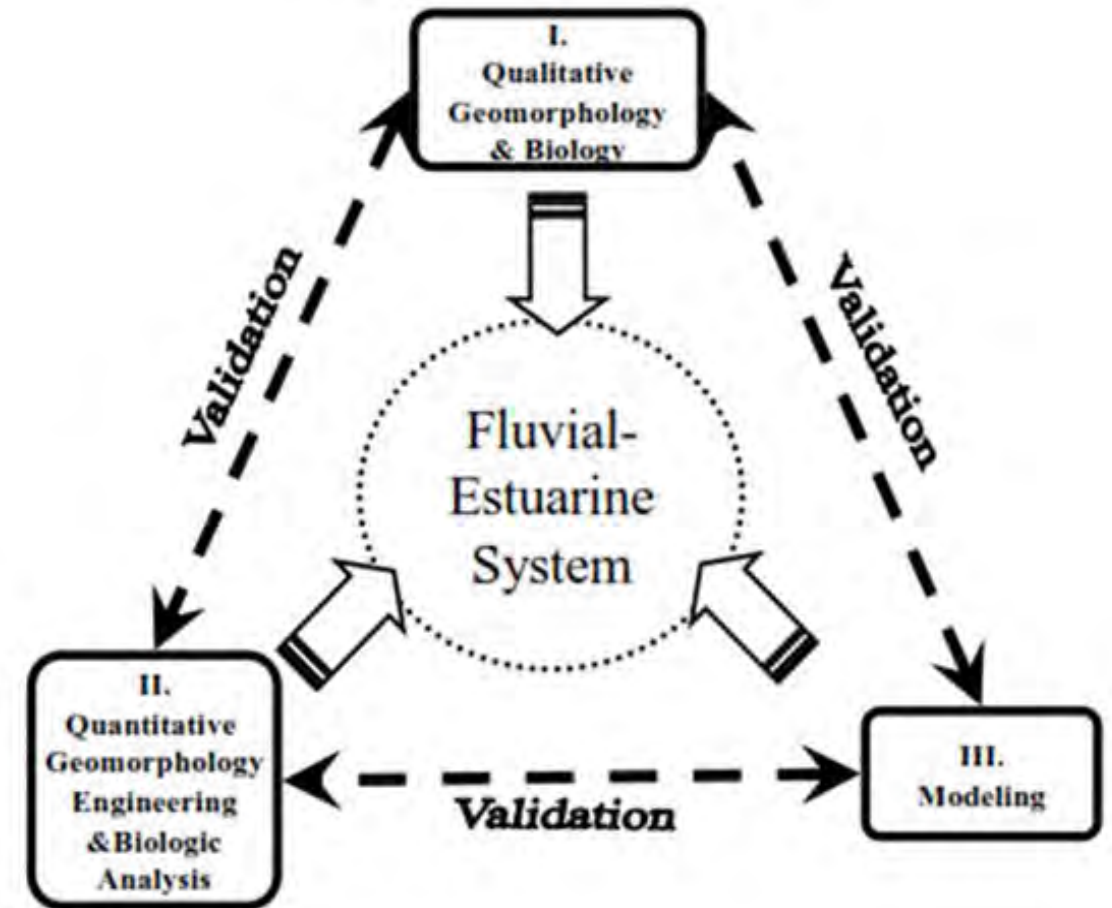 I.
Qualitative
Geomorphology
& Biology
Validation
Validation
Fluvial-
Estuarine
System
II.
Quantitative
Geomorphology
Engineering
&Biologic
Analysis
III.
Modeling
Validation